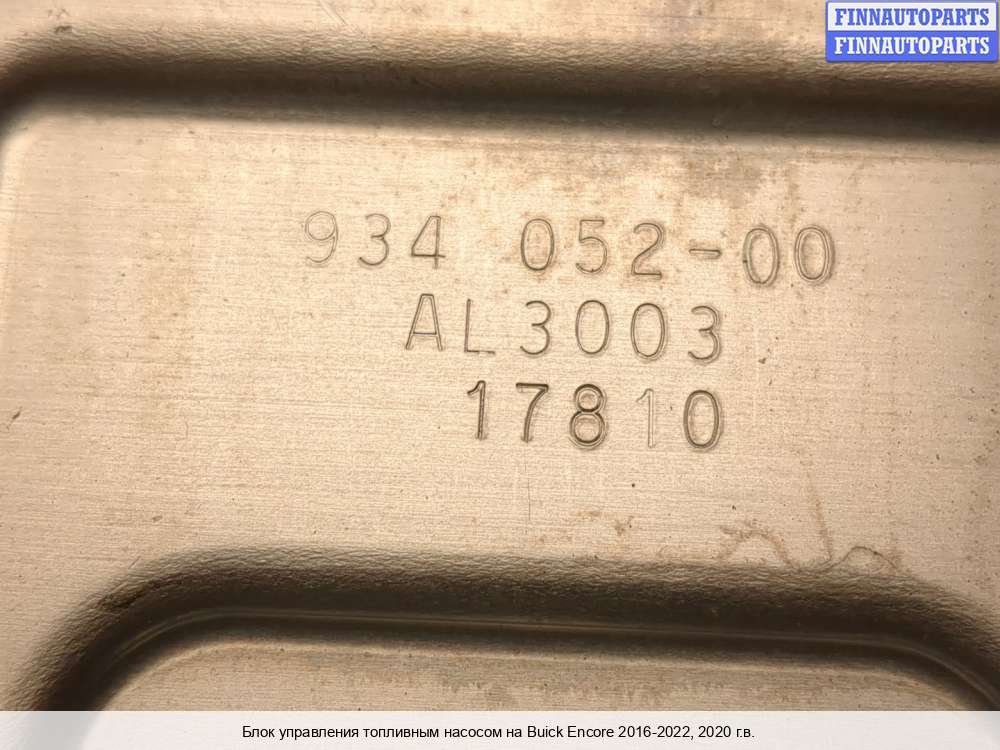 FINNAUTOPARTS
FINNAUTOPARTS
934 052-00
AL3003
17810
Блок управления топливным насосом на Buick Encore 2016-2022, 2020 г.в.